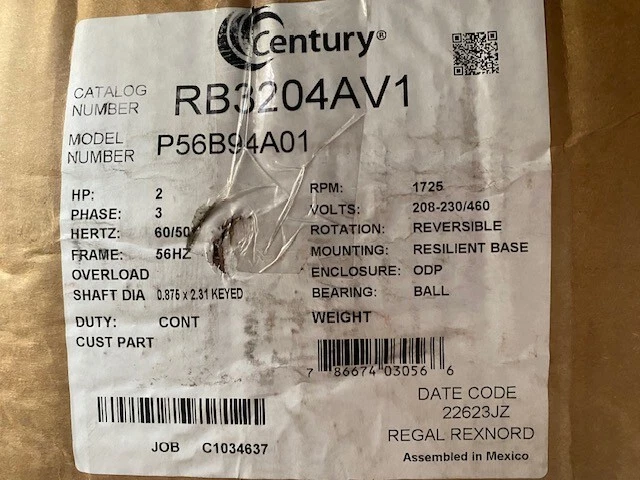 Century®
CATALOG NUMBER RB3204AV1
MODEL NUMBER P56B94A01
HP: 2
PHASE: 3
HERTZ: 60/50
FRAME: 56HZ
OVERLOAD
SHAFT DIA 0.875 x 2.31 KEYED
DUTY: CONT
CUST PART
RPM: 1725
VOLTS: 208-230/460
ROTATION: REVERSIBLE
MOUNTING: RESILIENT BASE
ENCLOSURE: ODP
BEARING: BALL
WEIGHT
7 86674 03056 6
DATE CODE
22623JZ
REGAL REXNORD
Assembled in Mexico
JOB C1034637